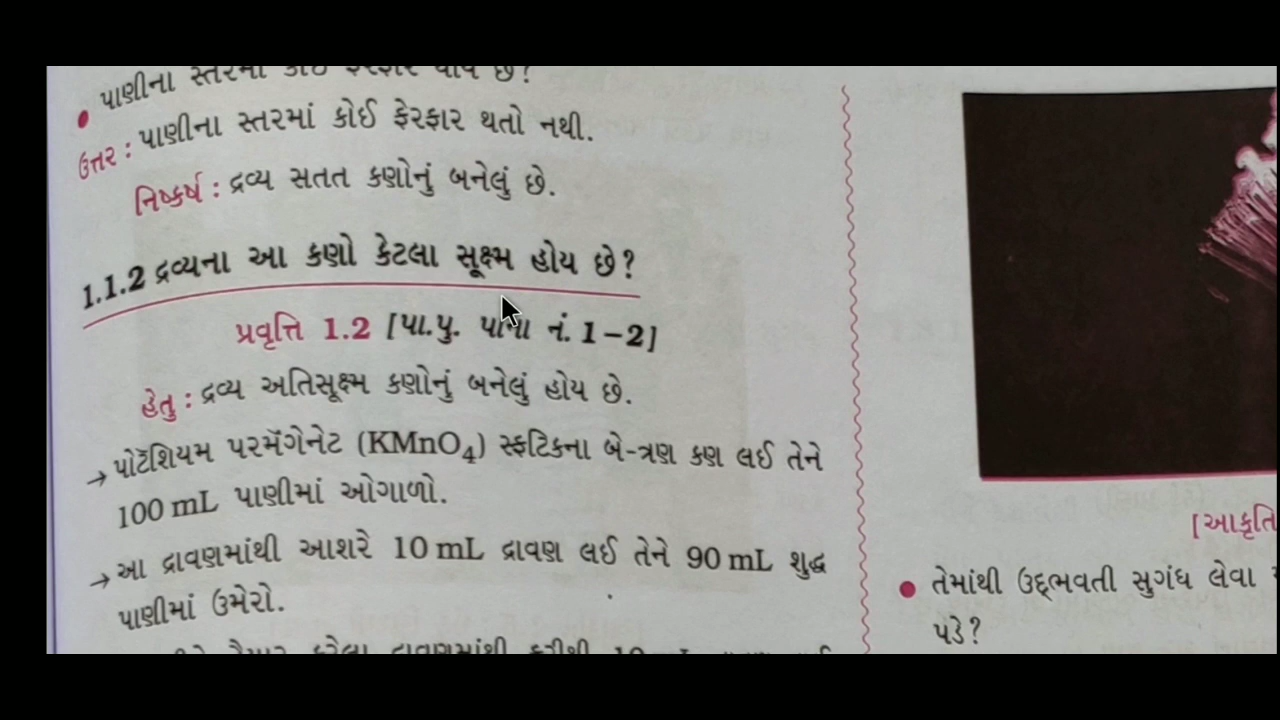 પાણીના સ્તરમાં કોઈ ફેરફાર થાય છે?
ઉત્તર : પાણીના સ્તરમાં કોઈ ફેરફાર થતો નથી.
નિષ્કર્ષ : દ્રવ્ય સતત કણોનું બનેલું છે.
1.1.2 દ્રવ્યના આ કણો કેટલા સૂક્ષ્મ હોય છે?
પ્રવૃત્તિ 1.2 [પા.પુ. પાના નં. 1–2]
હેતુ : દ્રવ્ય અતિસૂક્ષ્મ કણોનું બનેલું હોય છે.
→ પોટૅશિયમ પરમૅંગેનેટ (KMnO₄) સ્ફટિકના બે-ત્રણ કણ લઈ તેને
100 mL પાણીમાં ઓગાળો.
→ આ દ્રાવણમાંથી આશરે 10 mL દ્રાવણ લઈ તેને 90 mL શુદ્ધ
પાણીમાં ઉમેરો.
[આકૃતિ
• તેમાંથી ઉદ્ભવતી સુગંધ લેવા
પડે?